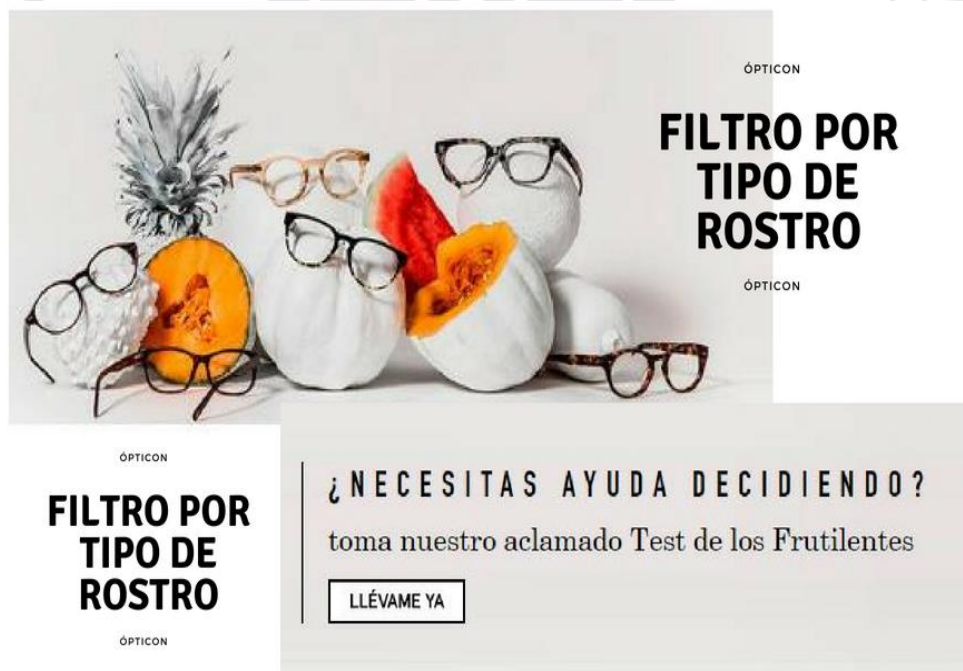 ÓPTICON
FILTRO POR
TIPO DE
ROSTRO
ÓPTICON
ÓPTICON
FILTRO POR
TIPO DE
ROSTRO
ÓPTICON
¿NECESITAS AYUDA DECIDIENDO?
toma nuestro aclamado Test de los Frutilentes
LLÉVAME YA